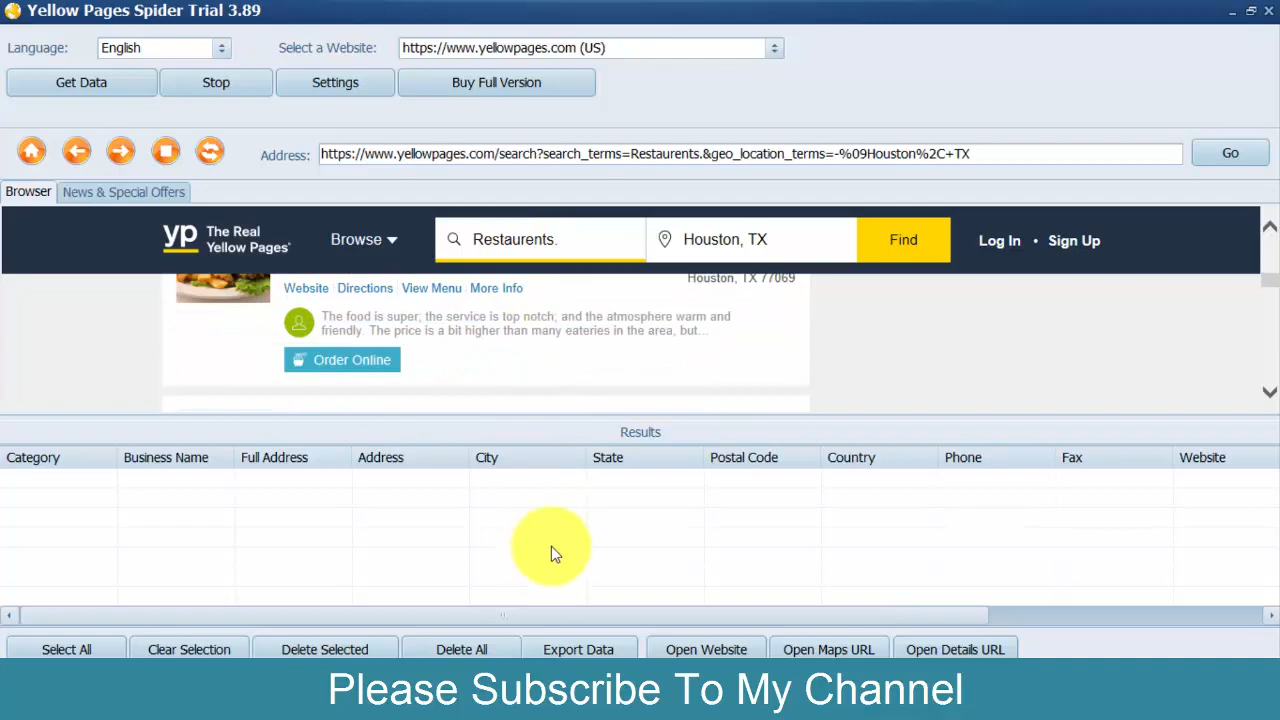 Yellow Pages Spider Trial 3.89
Language: English Select a Website: https://www.yellowpages.com (US)
Get Data Stop Settings Buy Full Version
Address: https://www.yellowpages.com/search?search_terms=Restaurents.&geo_location_terms=-%09Houston%2C+TX Go
Browser News & Special Offers
yp The Real Yellow Pages® Browse Restaurents. Houston, TX Find Log In • Sign Up
Houston, TX 77069
Website Directions View Menu More Info
The food is super; the service is top notch; and the atmosphere warm and
friendly. The price is a bit higher than many eateries in the area, but...
Order Online
Results
Category Business Name Full Address Address City State Postal Code Country Phone Fax Website
Select All Clear Selection Delete Selected Delete All Export Data Open Website Open Maps URL Open Details URL
Please Subscribe To My Channel